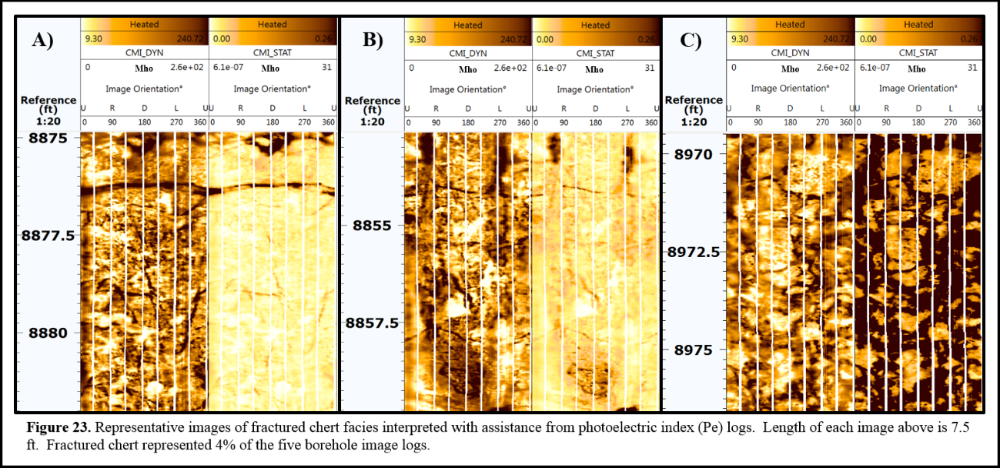 A)
Heated
9.30 240.72
CMI_DYN
0 Mho 2.6e+02
Heated
0.00 0.26
CMI_STAT
6.1e-07 Mho 31
Image Orientation°
Reference
(ft)
1:20
U R D L U
0 90 180 270 360
U R D L U
0 90 180 270 360
8875
8877.5
8880
B)
Heated
9.30 240.72
CMI_DYN
0 Mho 2.6e+02
Heated
0.00 0.26
CMI_STAT
6.1e-07 Mho 31
Image Orientation°
Reference
(ft)
1:20
U R D L U
0 90 180 270 360
U R D L U
0 90 180 270 360
8855
8857.5
C)
Heated
9.30 240.72
CMI_DYN
0 Mho 2.6e+02
Heated
0.00 0.26
CMI_STAT
6.1e-07 Mho 31
Image Orientation°
Reference
(ft)
1:20
U R D L U
0 90 180 270 360
U R D L U
0 90 180 270 360
8970
8972.5
8975
Figure 23. Representative images of fractured chert facies interpreted with assistance from photoelectric index (Pe) logs. Length of each image above is 7.5
ft. Fractured chert represented 4% of the five borehole image logs.